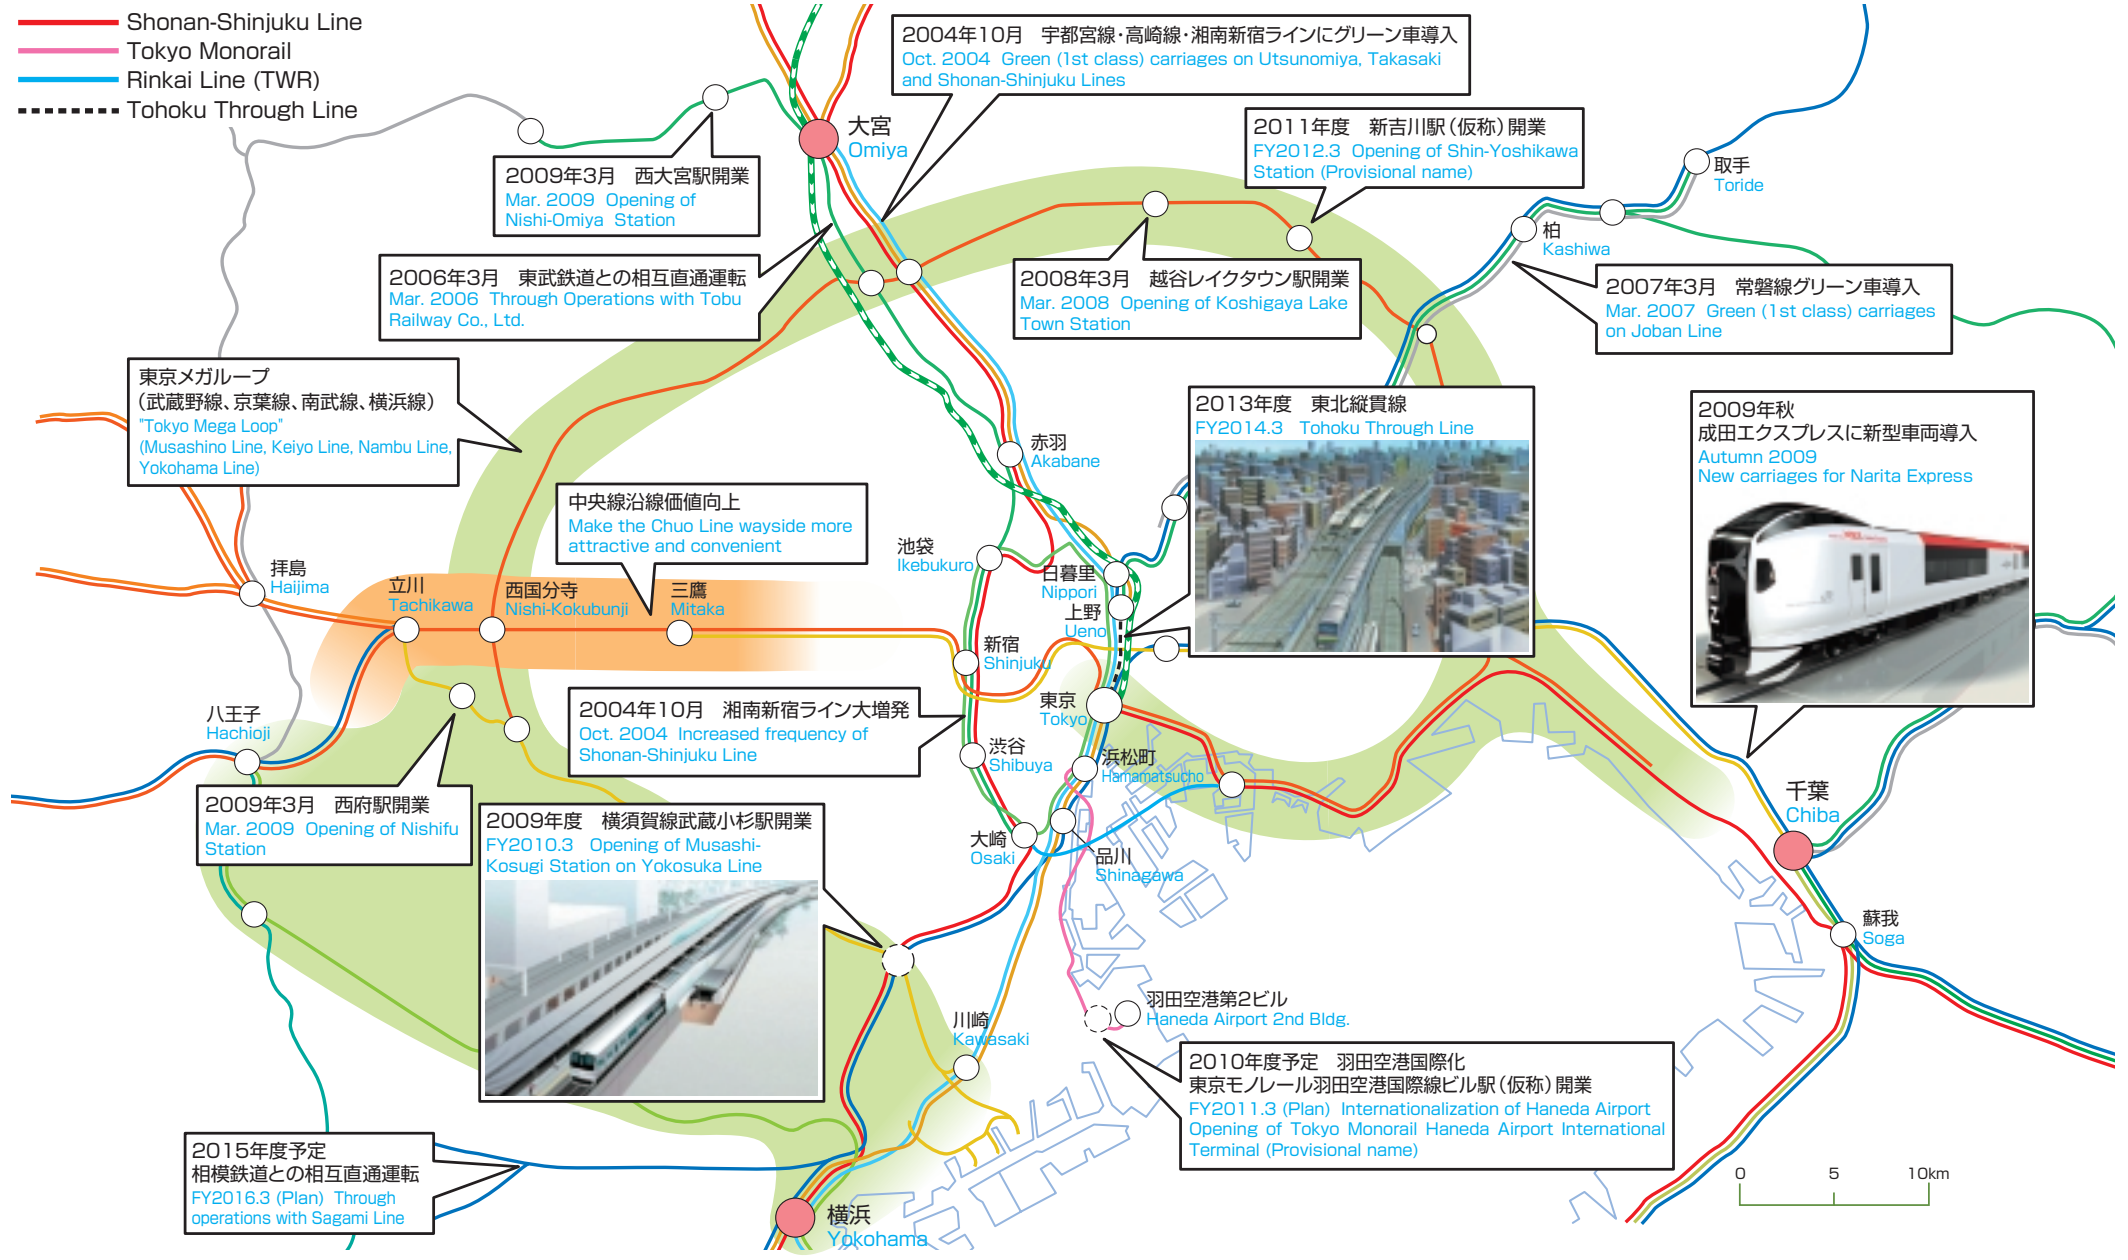 Shonan-Shinjuku Line
Tokyo Monorail
Rinkai Line (TWR)
Tohoku Through Line
2004年10月　宇都宮線・高崎線・湘南新宿ラインにグリーン車導入
Oct. 2004 Green (1st class) carriages on Utsunomiya, Takasaki
and Shonan-Shinjuku Lines
大宮
Omiya
2011年度　新吉川駅（仮称）開業
FY2012.3 Opening of Shin-Yoshikawa
Station (Provisional name)
取手
Toride
2009年3月　西大宮駅開業
Mar. 2009 Opening of
Nishi-Omiya Station
柏
Kashiwa
2006年3月　東武鉄道との相互直通運転
Mar. 2006 Through Operations with Tobu
Railway Co., Ltd.
2008年3月　越谷レイクタウン駅開業
Mar. 2008 Opening of Koshigaya Lake
Town Station
2007年3月　常磐線グリーン車導入
Mar. 2007 Green (1st class) carriages
on Joban Line
東京メガループ
（武蔵野線、京葉線、南武線、横浜線）
"Tokyo Mega Loop"
(Musashino Line, Keiyo Line, Nambu Line,
Yokohama Line)
2013年度　東北縦貫線
FY2014.3 Tohoku Through Line
2009年秋
成田エクスプレスに新型車両導入
Autumn 2009
New carriages for Narita Express
赤羽
Akabane
中央線沿線価値向上
Make the Chuo Line wayside more
attractive and convenient
池袋
Ikebukuro
日暮里
Nippori
上野
Ueno
拝島
Haijima
立川
Tachikawa
西国分寺
Nishi-Kokubunji
三鷹
Mitaka
新宿
Shinjuku
東京
Tokyo
八王子
Hachioji
2004年10月　湘南新宿ライン大増発
Oct. 2004 Increased frequency of
Shonan-Shinjuku Line
渋谷
Shibuya
浜松町
Hamamatsucho
千葉
Chiba
2009年3月　西府駅開業
Mar. 2009 Opening of Nishifu
Station
2009年度　横須賀線武蔵小杉駅開業
FY2010.3 Opening of Musashi-
Kosugi Station on Yokosuka Line
大崎
Osaki
品川
Shinagawa
蘇我
Soga
羽田空港第2ビル
Haneda Airport 2nd Bldg.
川崎
Kawasaki
2010年度予定　羽田空港国際化
東京モノレール羽田空港国際線ビル駅（仮称）開業
FY2011.3 (Plan) Internationalization of Haneda Airport
Opening of Tokyo Monorail Haneda Airport International
Terminal (Provisional name)
2015年度予定
相模鉄道との相互直通運転
FY2016.3 (Plan) Through
operations with Sagami Line
横浜
Yokohama
0 5 10km